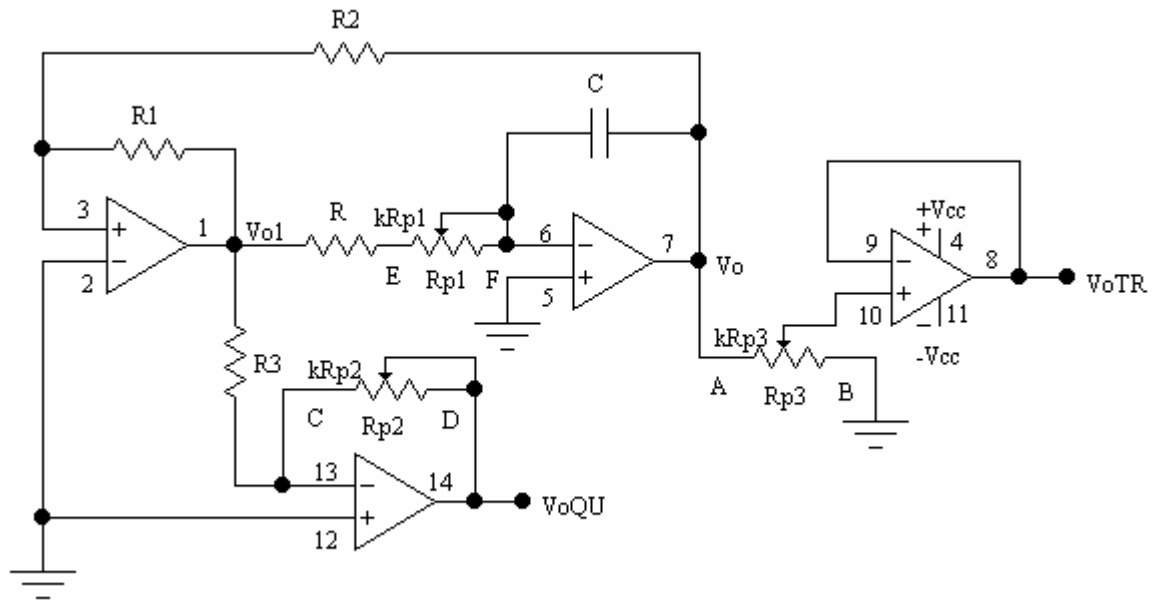 R2
C
R1
3
+
1
Vo1
R
kRp1
6
−
7
Vo
−
2
E
Rp1
F
+
5
+Vcc
+
4
9
−
8
VoTR
+
10
−
11
-Vcc
kRp3
A
Rp3
B
R3
kRp2
C
Rp2
D
13
−
14
VoQU
+
12